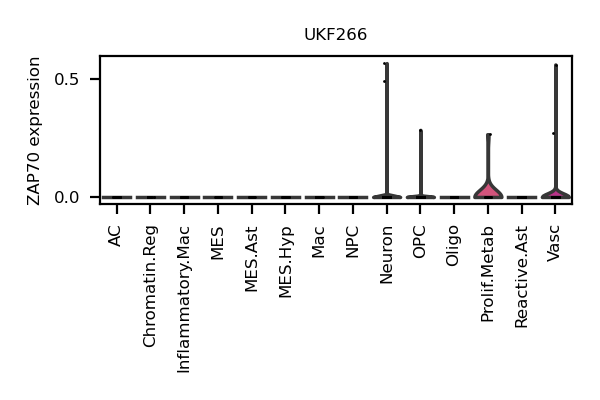 UKF266
ZAP70 expression
0.5
0.0
AC
Chromatin.Reg
Inflammatory.Mac
MES
MES.Ast
MES.Hyp
Mac
NPC
Neuron
OPC
Oligo
Prolif.Metab
Reactive.Ast
Vasc